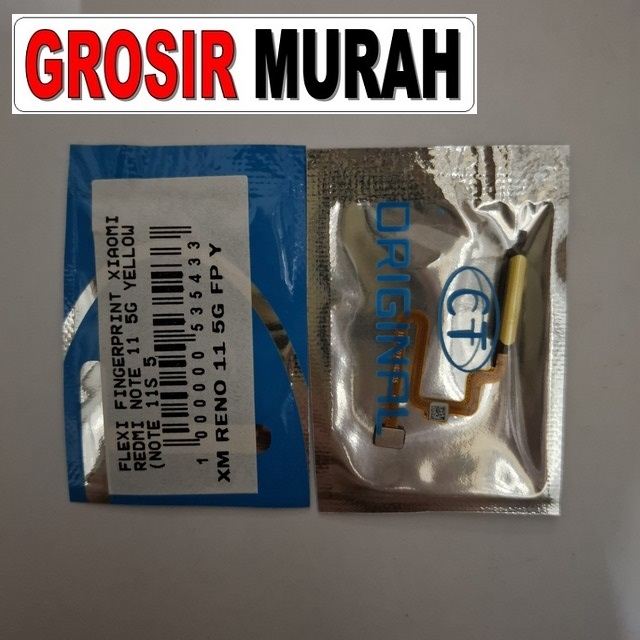 GROSIR MURAH
FLEXI FINGERPRINT XIAOMI
REDMI NOTE 11 5G YELLOW
(NOTE 11S 5
1 000000 535433
XM RENO 11 5G FP Y
ORIGINAL
CT